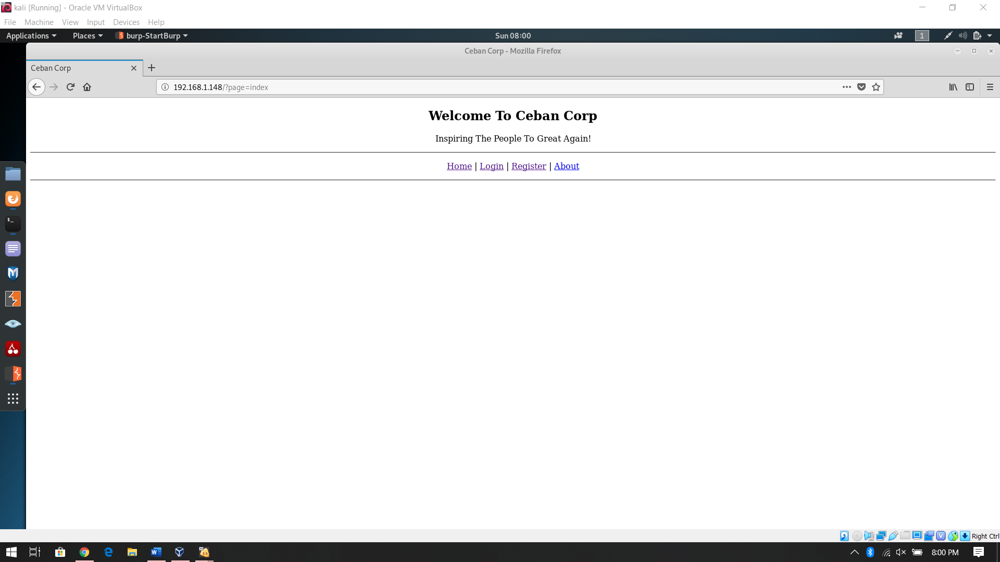 kali [Running] - Oracle VM VirtualBox
File Machine View Input Devices Help
Applications Places burp-StartBurp Sun 08:00 1
Ceban Corp - Mozilla Firefox
Ceban Corp
192.168.1.148/?page=index
Welcome To Ceban Corp
Inspiring The People To Great Again!
Home | Login | Register | About
Right Ctrl
8:00 PM